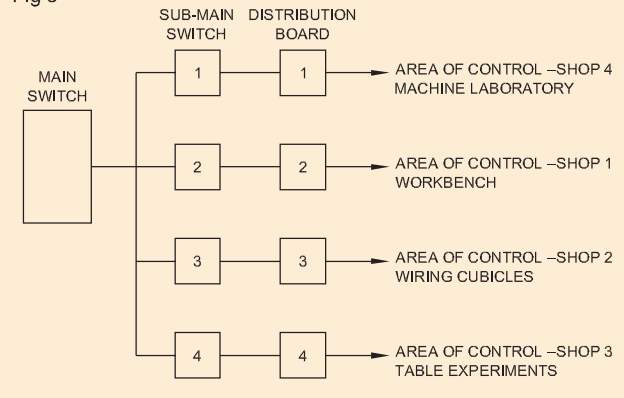 SUB-MAIN SWITCH
DISTRIBUTION BOARD
MAIN SWITCH
1
1
AREA OF CONTROL –SHOP 4
MACHINE LABORATORY
2
2
AREA OF CONTROL –SHOP 1
WORKBENCH
3
3
AREA OF CONTROL –SHOP 2
WIRING CUBICLES
4
4
AREA OF CONTROL –SHOP 3
TABLE EXPERIMENTS